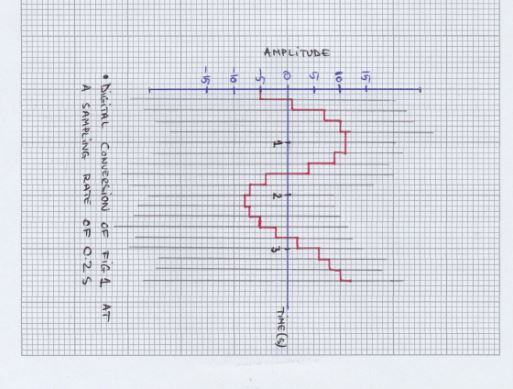 15
10
5
0
-5
-10
-15
AMPLITUDE
1
2
3
TIME (S)
• DIGITAL CONVERSION OF FIG 1 AT
A SAMPLING RATE OF 0.2 S